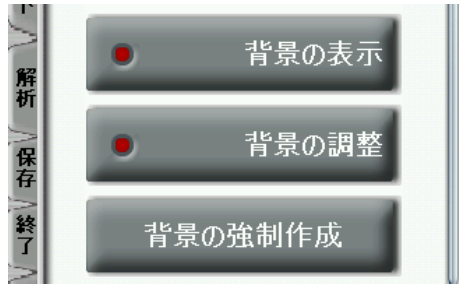 解析
保存
終了
背景の表示
背景の調整
背景の強制作成